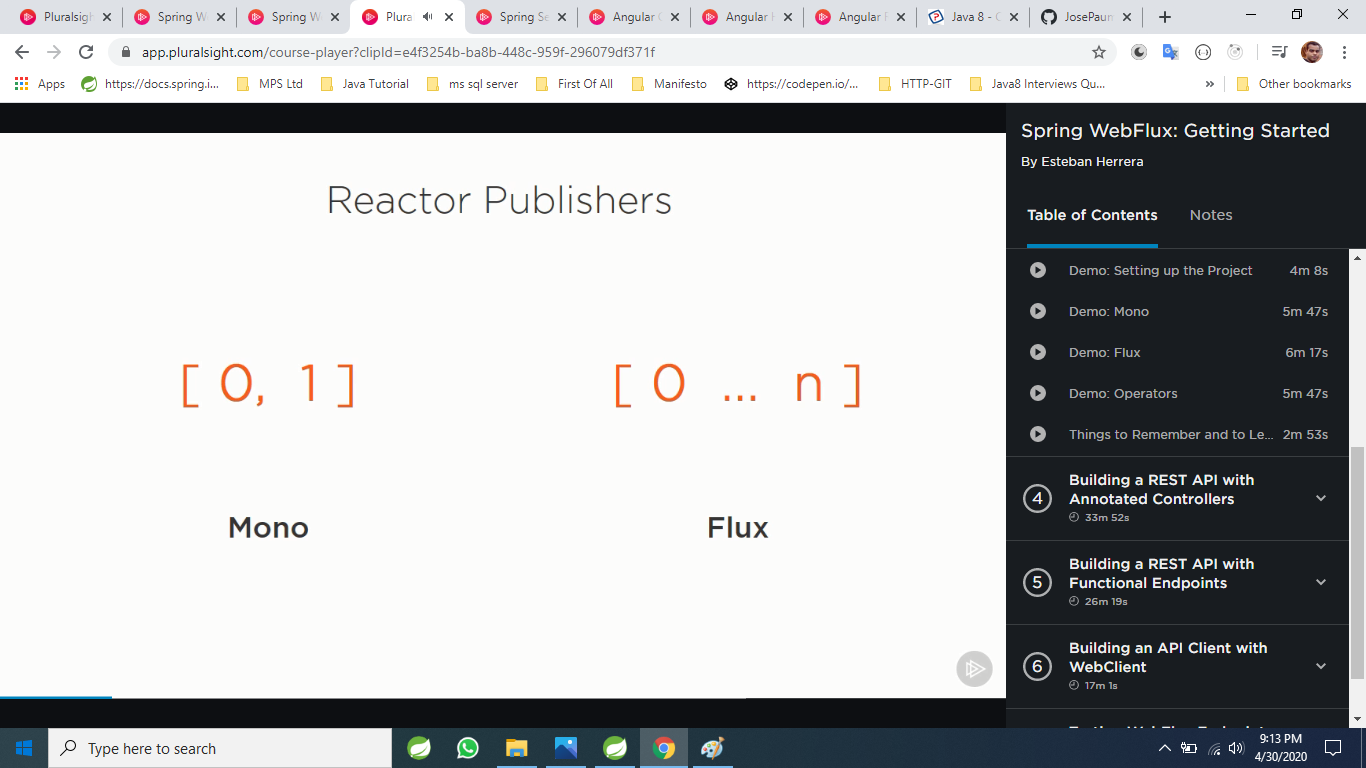 Pluralsigh
Spring W
Spring W
Plura
Spring Se
Angular
Angular
Angular
Java 8 -
JosePaun
app.pluralsight.com/course-player?clipId=e4f3254b-ba8b-448c-959f-296079df371f
Apps
https://docs.spring.i...
MPS Ltd
Java Tutorial
ms sql server
First Of All
Manifesto
https://codepen.io/...
HTTP-GIT
Java8 Interviews Qu...
»
Other bookmarks
Reactor Publishers
[ 0, 1 ]
[ 0 ... n ]
Mono
Flux
Spring WebFlux: Getting Started
By Esteban Herrera
Table of Contents
Notes
Demo: Setting up the Project 4m 8s
Demo: Mono 5m 47s
Demo: Flux 6m 17s
Demo: Operators 5m 47s
Things to Remember and to Le... 2m 53s
4
Building a REST API with
Annotated Controllers
33m 52s
5
Building a REST API with
Functional Endpoints
26m 19s
6
Building an API Client with
WebClient
17m 1s
Type here to search
9:13 PM
4/30/2020